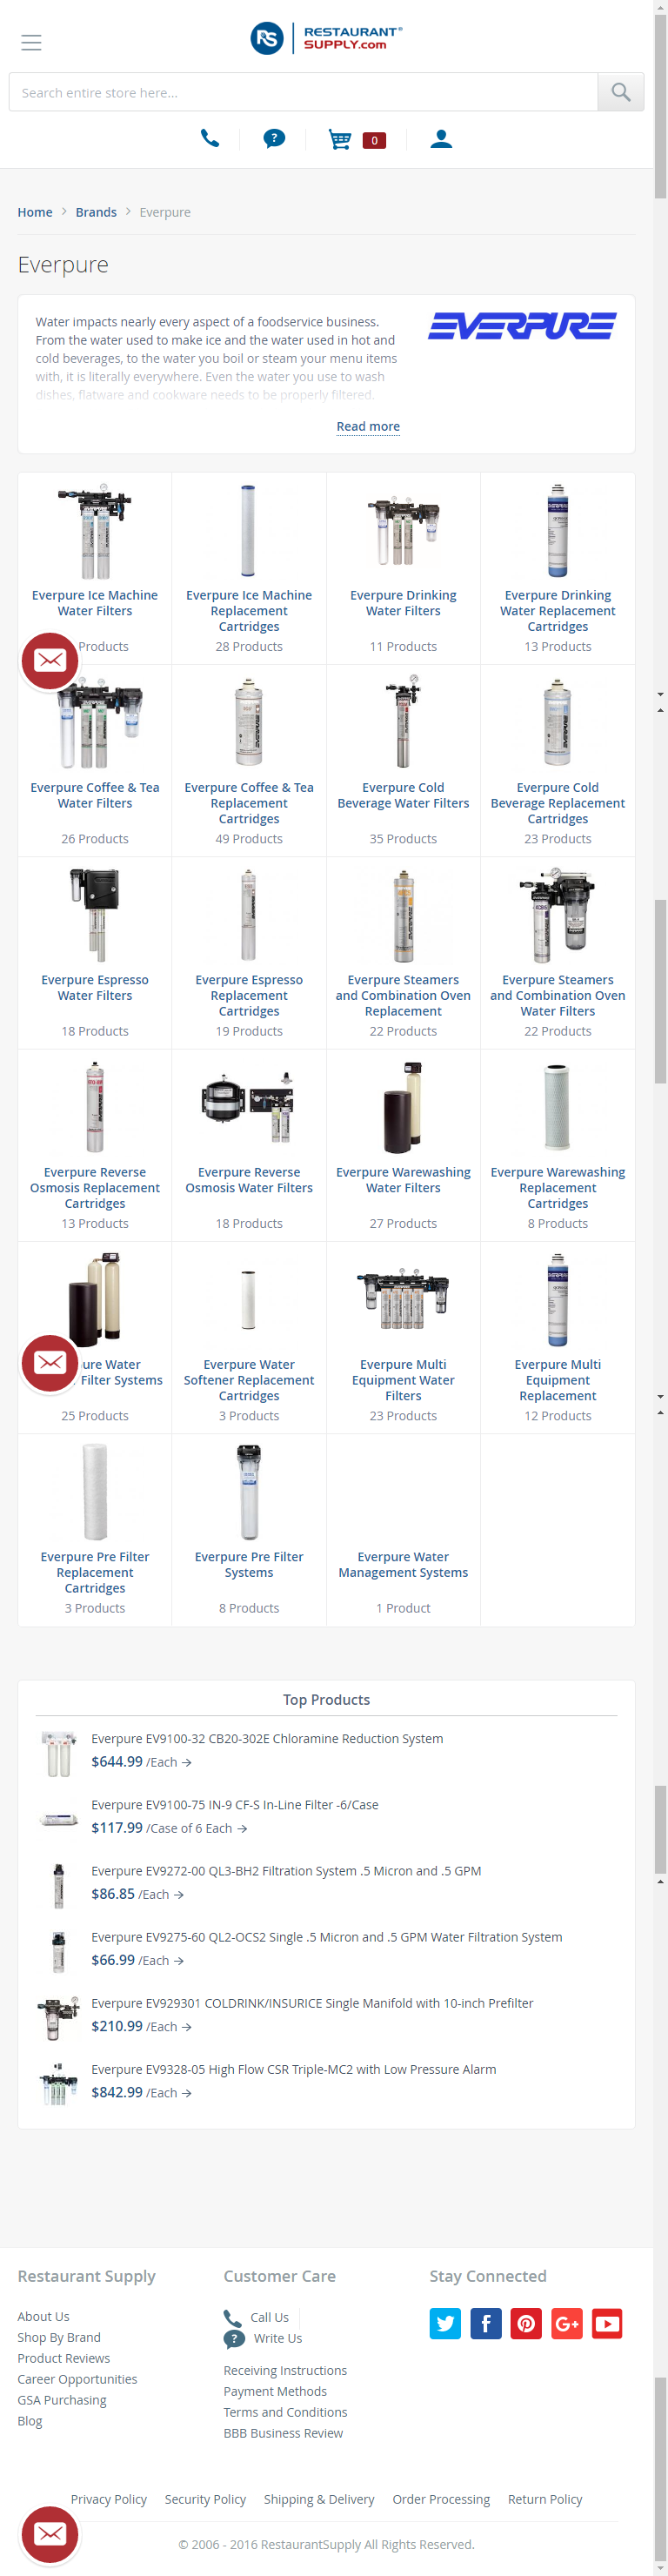 RS
RESTAURANT
SUPPLY.com
Search entire store here...
0
Home > Brands > Everpure
Everpure
Water impacts nearly every aspect of a foodservice business.
From the water used to make ice and the water used in hot and
cold beverages, to the water you boil or steam your menu items
with, it is literally everywhere. Even the water you use to wash
dishes, flatware and cookware needs to be properly filtered.
EVERPURE
Read more
Everpure Ice Machine
Water Filters
Products
Everpure Ice Machine
Replacement
Cartridges
28 Products
Everpure Drinking
Water Filters
11 Products
Everpure Drinking
Water Replacement
Cartridges
13 Products
Everpure Coffee & Tea
Water Filters
26 Products
Everpure Coffee & Tea
Replacement
Cartridges
49 Products
Everpure Cold
Beverage Water Filters
35 Products
Everpure Cold
Beverage Replacement
Cartridges
23 Products
Everpure Espresso
Water Filters
18 Products
Everpure Espresso
Replacement
Cartridges
19 Products
Everpure Steamers
and Combination Oven
Replacement
22 Products
Everpure Steamers
and Combination Oven
Water Filters
22 Products
Everpure Reverse
Osmosis Replacement
Cartridges
13 Products
Everpure Reverse
Osmosis Water Filters
18 Products
Everpure Warewashing
Water Filters
27 Products
Everpure Warewashing
Replacement
Cartridges
8 Products
ure Water
Filter Systems
25 Products
Everpure Water
Softener Replacement
Cartridges
3 Products
Everpure Multi
Equipment Water
Filters
23 Products
Everpure Multi
Equipment
Replacement
12 Products
Everpure Pre Filter
Replacement
Cartridges
3 Products
Everpure Pre Filter
Systems
8 Products
Everpure Water
Management Systems
1 Product
Top Products
Everpure EV9100-32 CB20-302E Chloramine Reduction System
$644.99 /Each →
Everpure EV9100-75 IN-9 CF-S In-Line Filter -6/Case
$117.99 /Case of 6 Each →
Everpure EV9272-00 QL3-BH2 Filtration System .5 Micron and .5 GPM
$86.85 /Each →
Everpure EV9275-60 QL2-OCS2 Single .5 Micron and .5 GPM Water Filtration System
$66.99 /Each →
Everpure EV929301 COLDRINK/INSURICE Single Manifold with 10-inch Prefilter
$210.99 /Each →
Everpure EV9328-05 High Flow CSR Triple-MC2 with Low Pressure Alarm
$842.99 /Each →
Restaurant Supply
About Us
Shop By Brand
Product Reviews
Career Opportunities
GSA Purchasing
Blog
Customer Care
Call Us
Write Us
Receiving Instructions
Payment Methods
Terms and Conditions
BBB Business Review
Stay Connected
Privacy Policy Security Policy Shipping & Delivery Order Processing Return Policy
© 2006 - 2016 RestaurantSupply All Rights Reserved.